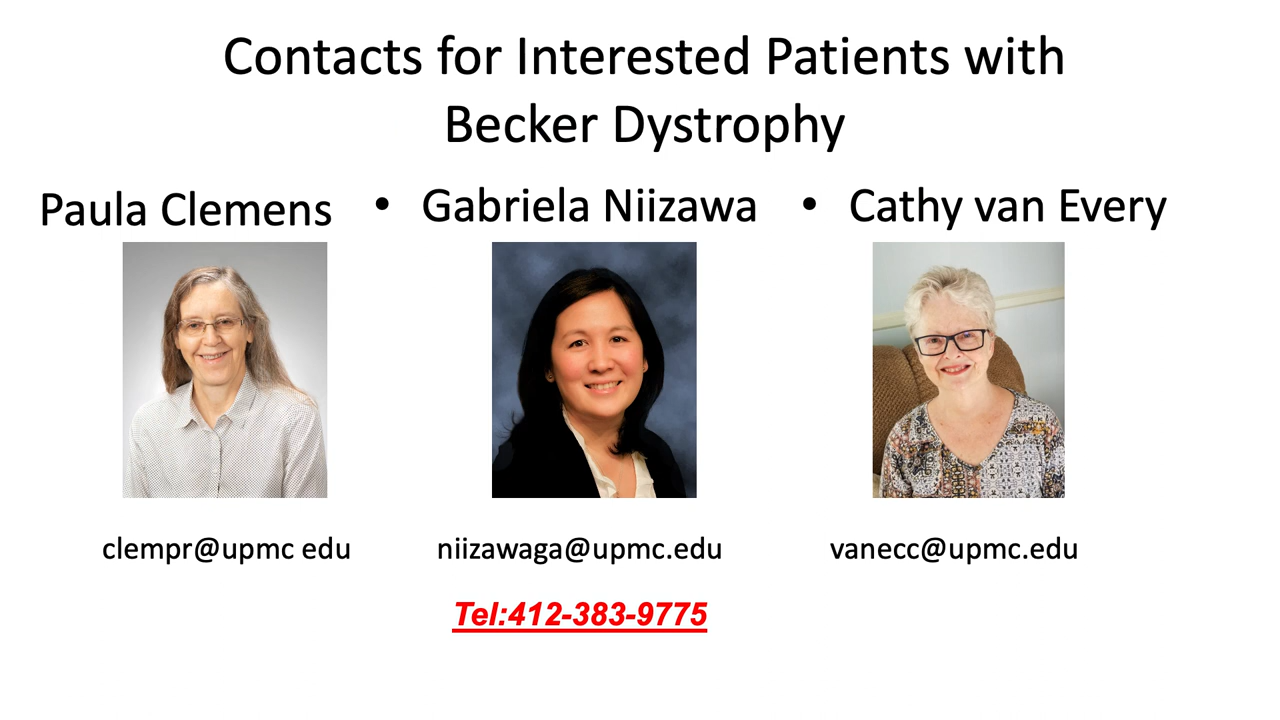 Contacts for Interested Patients with
Becker Dystrophy
Paula Clemens
• Gabriela Niizawa
• Cathy van Every
clempr@upmc edu
niizawaga@upmc.edu
vanecc@upmc.edu
Tel:412-383-9775